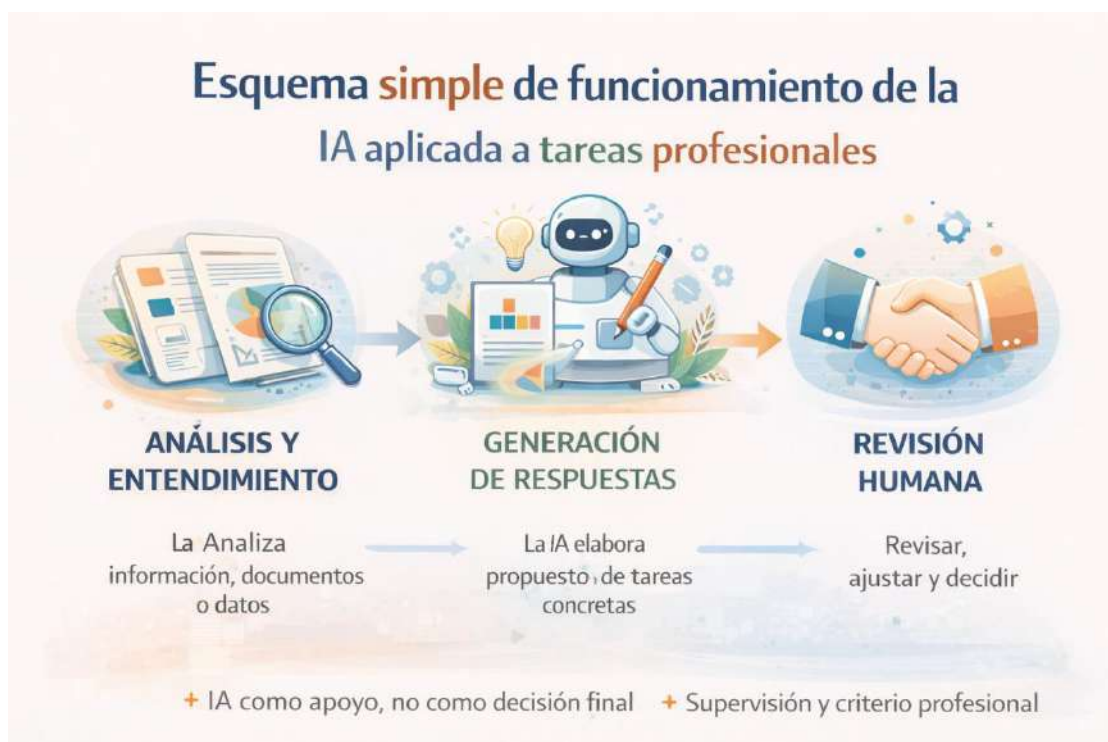 Esquema simple de funcionamiento de la
IA aplicada a tareas profesionales
ANÁLISIS Y
ENTENDIMIENTO
GENERACIÓN
DE RESPUESTAS
REVISIÓN
HUMANA
La Analiza
información, documentos
o datos
La IA elabora
propuesto, de tareas
concretas
Revisar,
ajustar y decidir
+ IA como apoyo, no como decisión final
+ Supervisión y criterio profesional